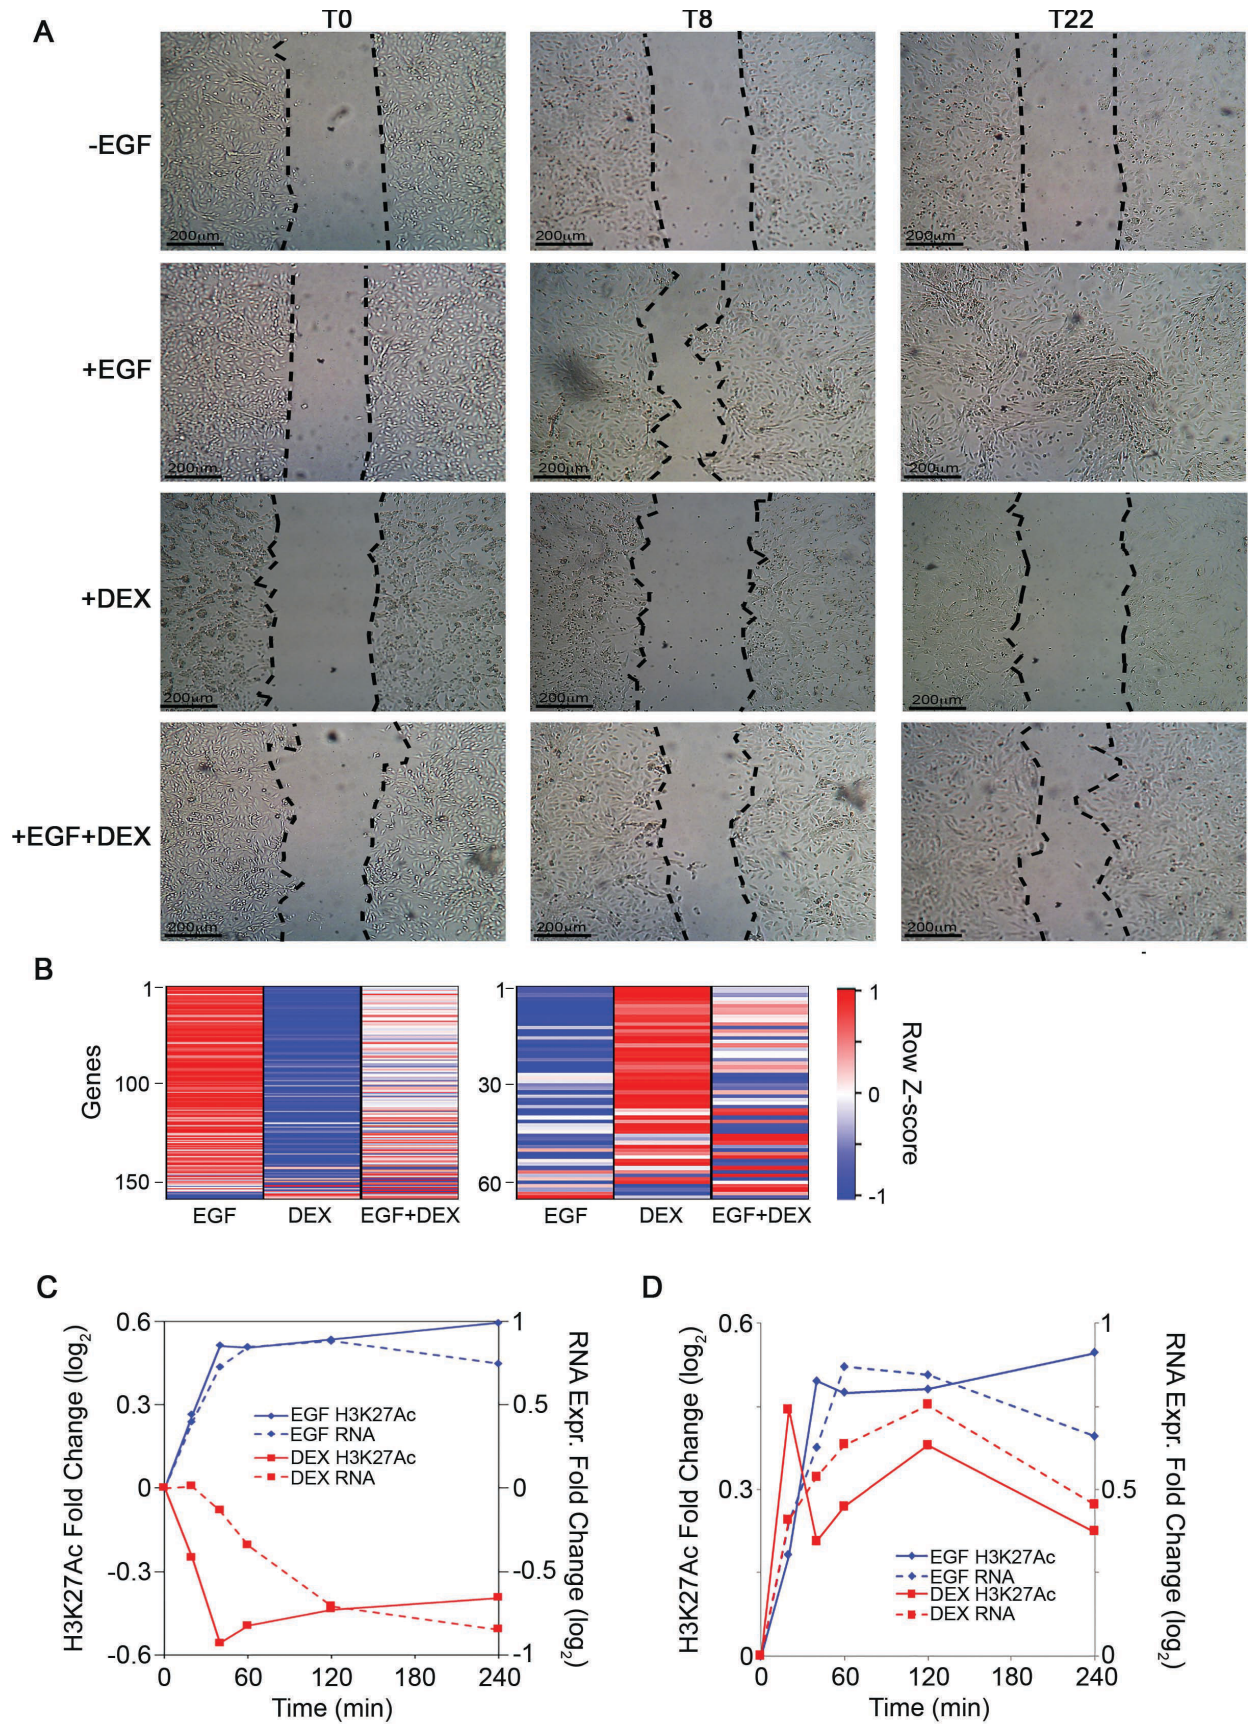 A
T0 T8 T22
-EGF
200µm 200µm 200µm
+EGF
200µm 200µm 200µm
+DEX
200µm 200µm 200µm
+EGF+DEX
200µm 200µm 200µm
B
Genes
1
100
150
EGF DEX EGF+DEX
1
30
60
EGF DEX EGF+DEX
1
0
-1
Row Z-score
C
H3K27Ac Fold Change (log2)
0.6
0.3
0
-0.3
-0.6
EGF H3K27Ac
EGF RNA
DEX H3K27Ac
DEX RNA
1
0.5
0
-0.5
-1
RNA Expr. Fold Change (log2)
0 60 120 180 240
Time (min)
D
H3K27Ac Fold Change (log2)
0.6
0.3
0
EGF H3K27Ac
EGF RNA
DEX H3K27Ac
DEX RNA
1
0.5
0
RNA Expr. Fold Change (log2)
0 60 120 180 240
Time (min)